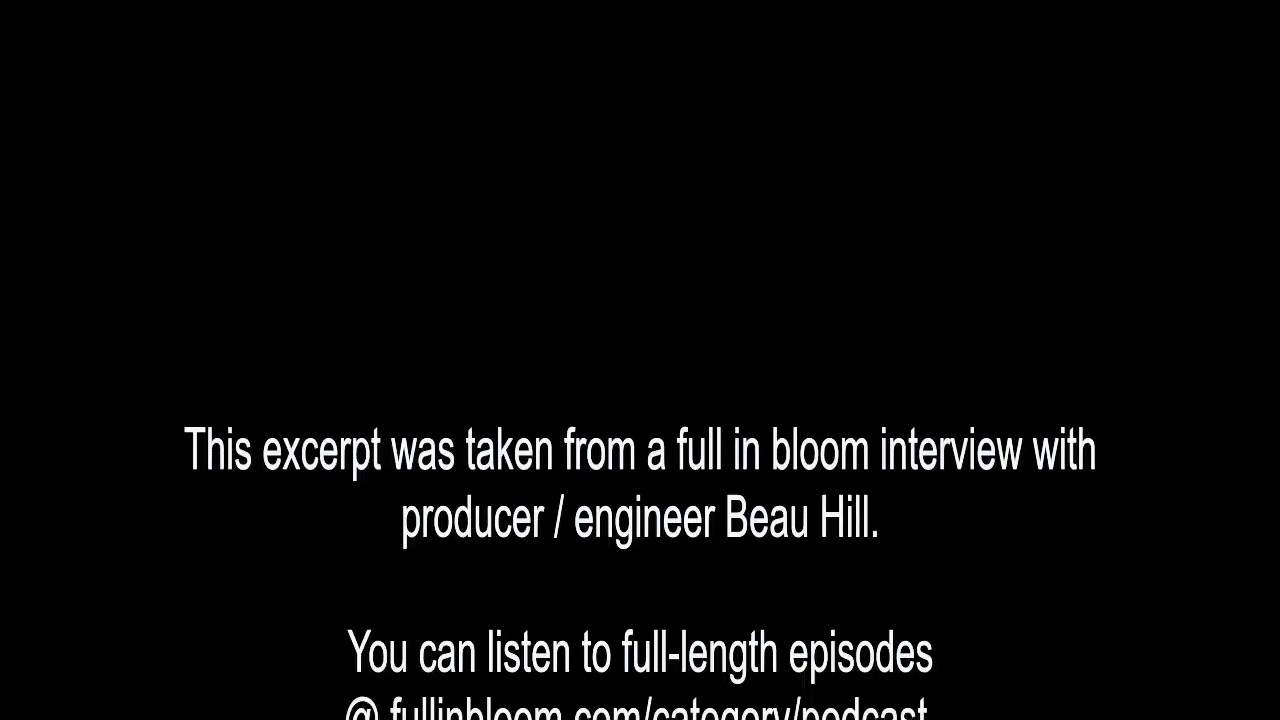 This excerpt was taken from a full in bloom interview with
producer / engineer Beau Hill.
You can listen to full-length episodes
@ fullinbloom.com/category/podcast